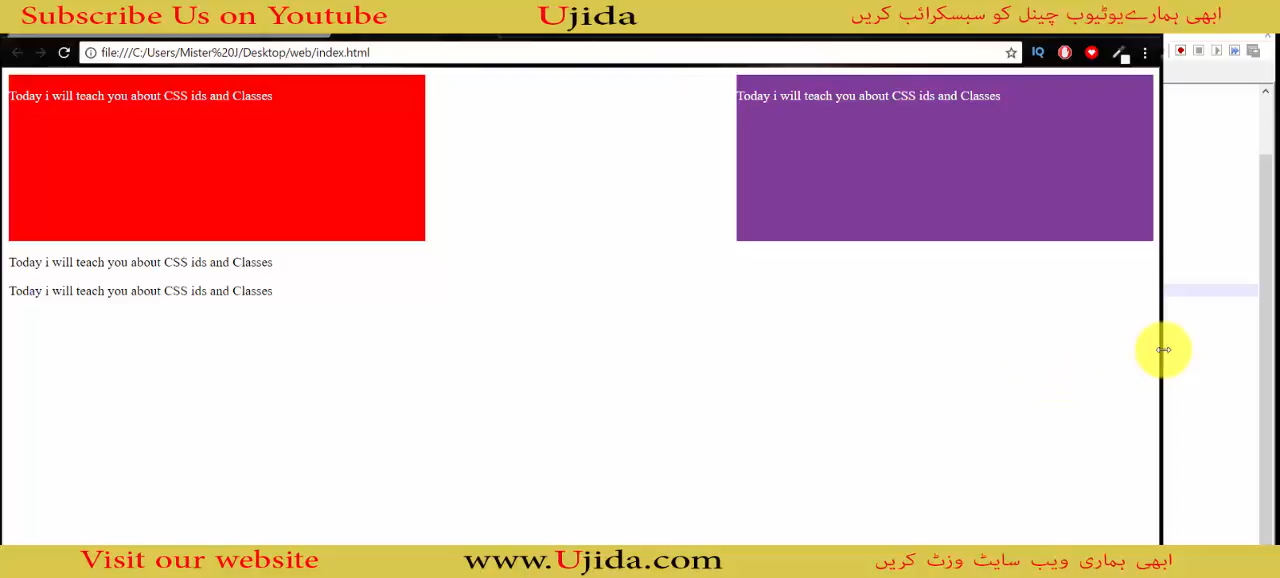 Subscribe Us on Youtube
Ujida
ابھی ہمارے یوٹیوب چینل کو سبسکرائب کریں
file:///C:/Users/Mister%20J/Desktop/web/index.html
IQ
Today i will teach you about CSS ids and Classes
Today i will teach you about CSS ids and Classes
Today i will teach you about CSS ids and Classes
Today i will teach you about CSS ids and Classes
Visit our website
www.Ujida.com
ابھی ہماری ویب سایٹ وزٹ کریں